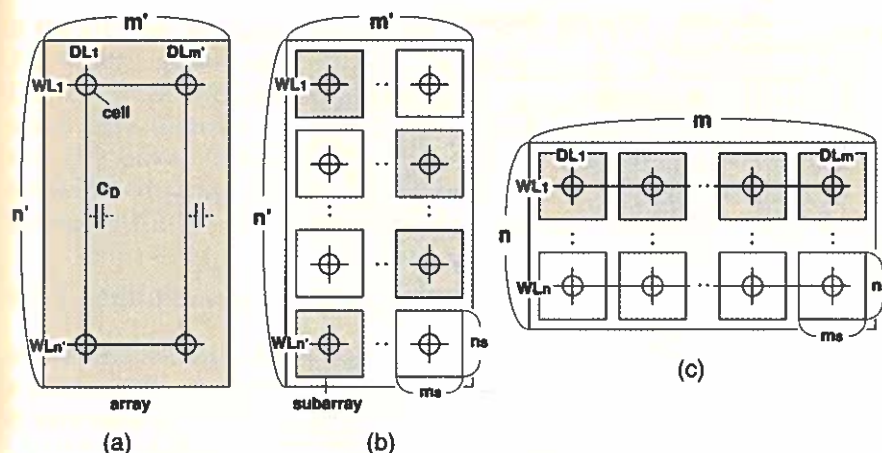 m'
DL1 DLm'
WL1
cell
CD
n'
WLn'
array
(a)
m'
WL1
n'
WLn'
ns
ms
subarray
(b)
m
DL1 DLm
WL1
n
WLn
n
ms
(c)